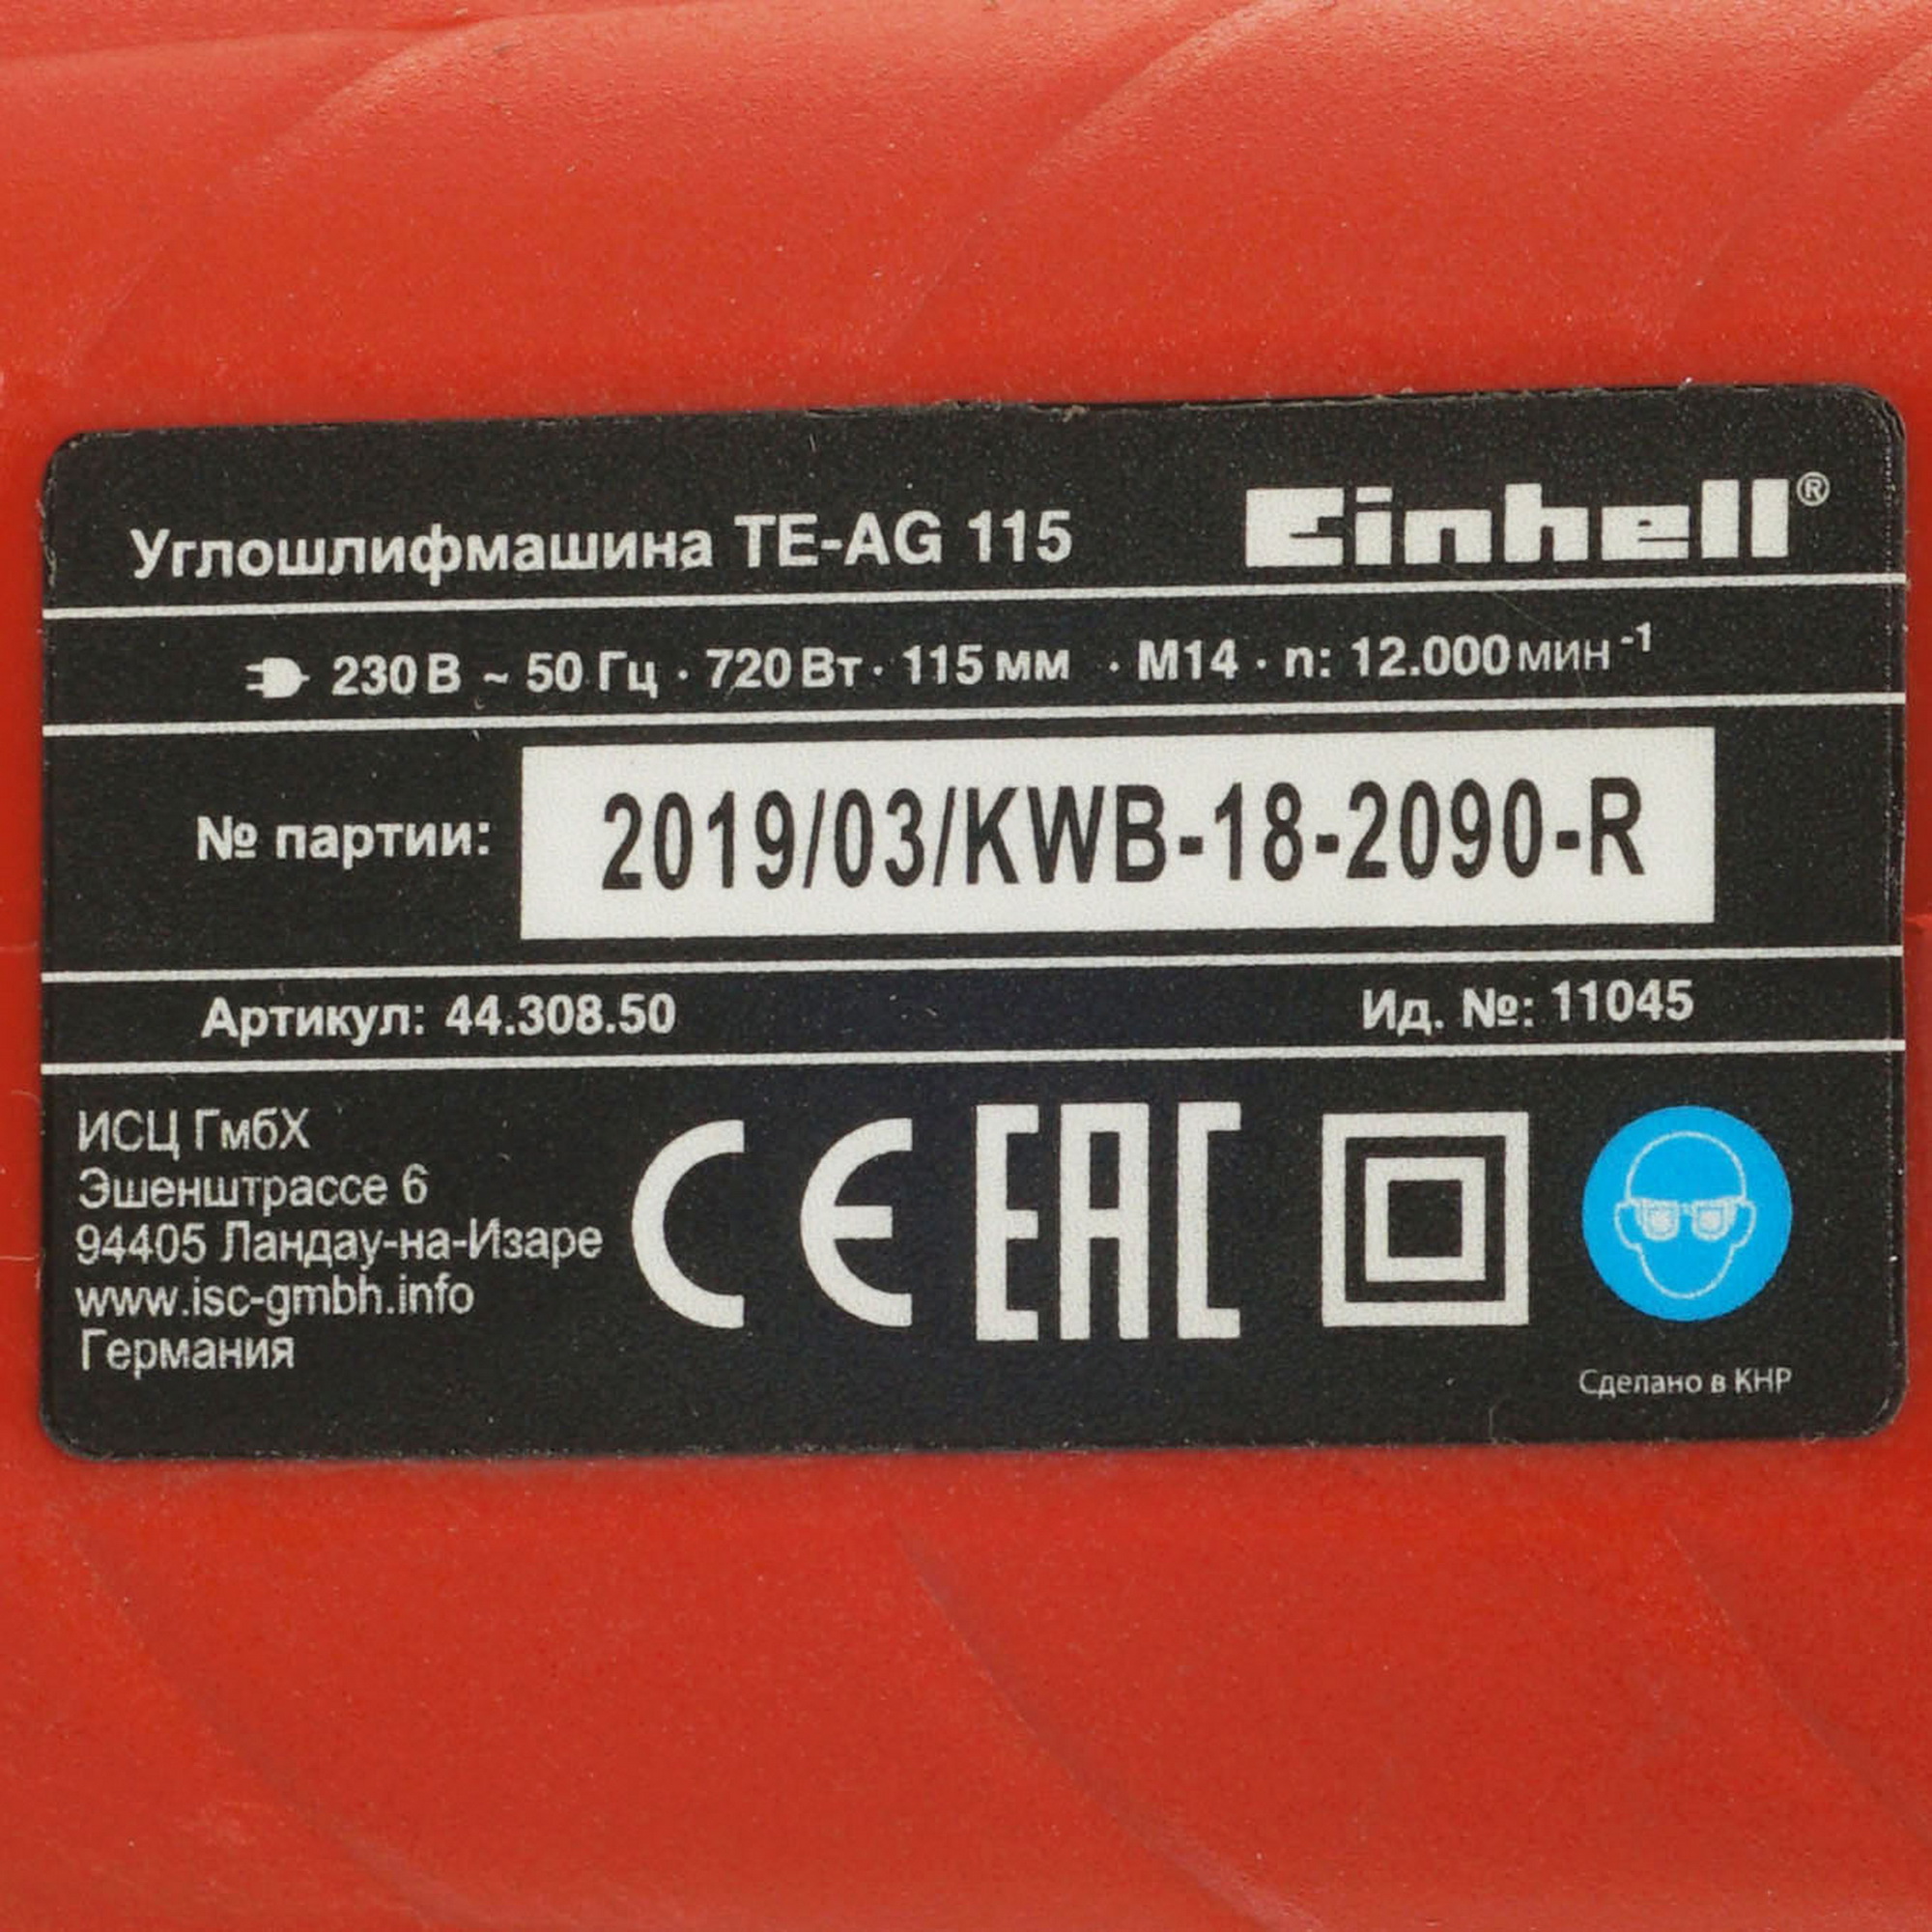 Углошлифмашина TE-AG 115 Einhell®
230 В ~ 50 Гц · 720 Вт · 115 мм · M14 · n: 12.000 мин⁻¹
№ партии: 2019/03/KWB-18-2090-R
Артикул: 44.308.50 Ид. №: 11045
ИСЦ ГмбХ
Эшенштрассе 6
94405 Ландау-на-Изаре
www.isc-gmbh.info
Германия
CE EAC
Сделано в КНР